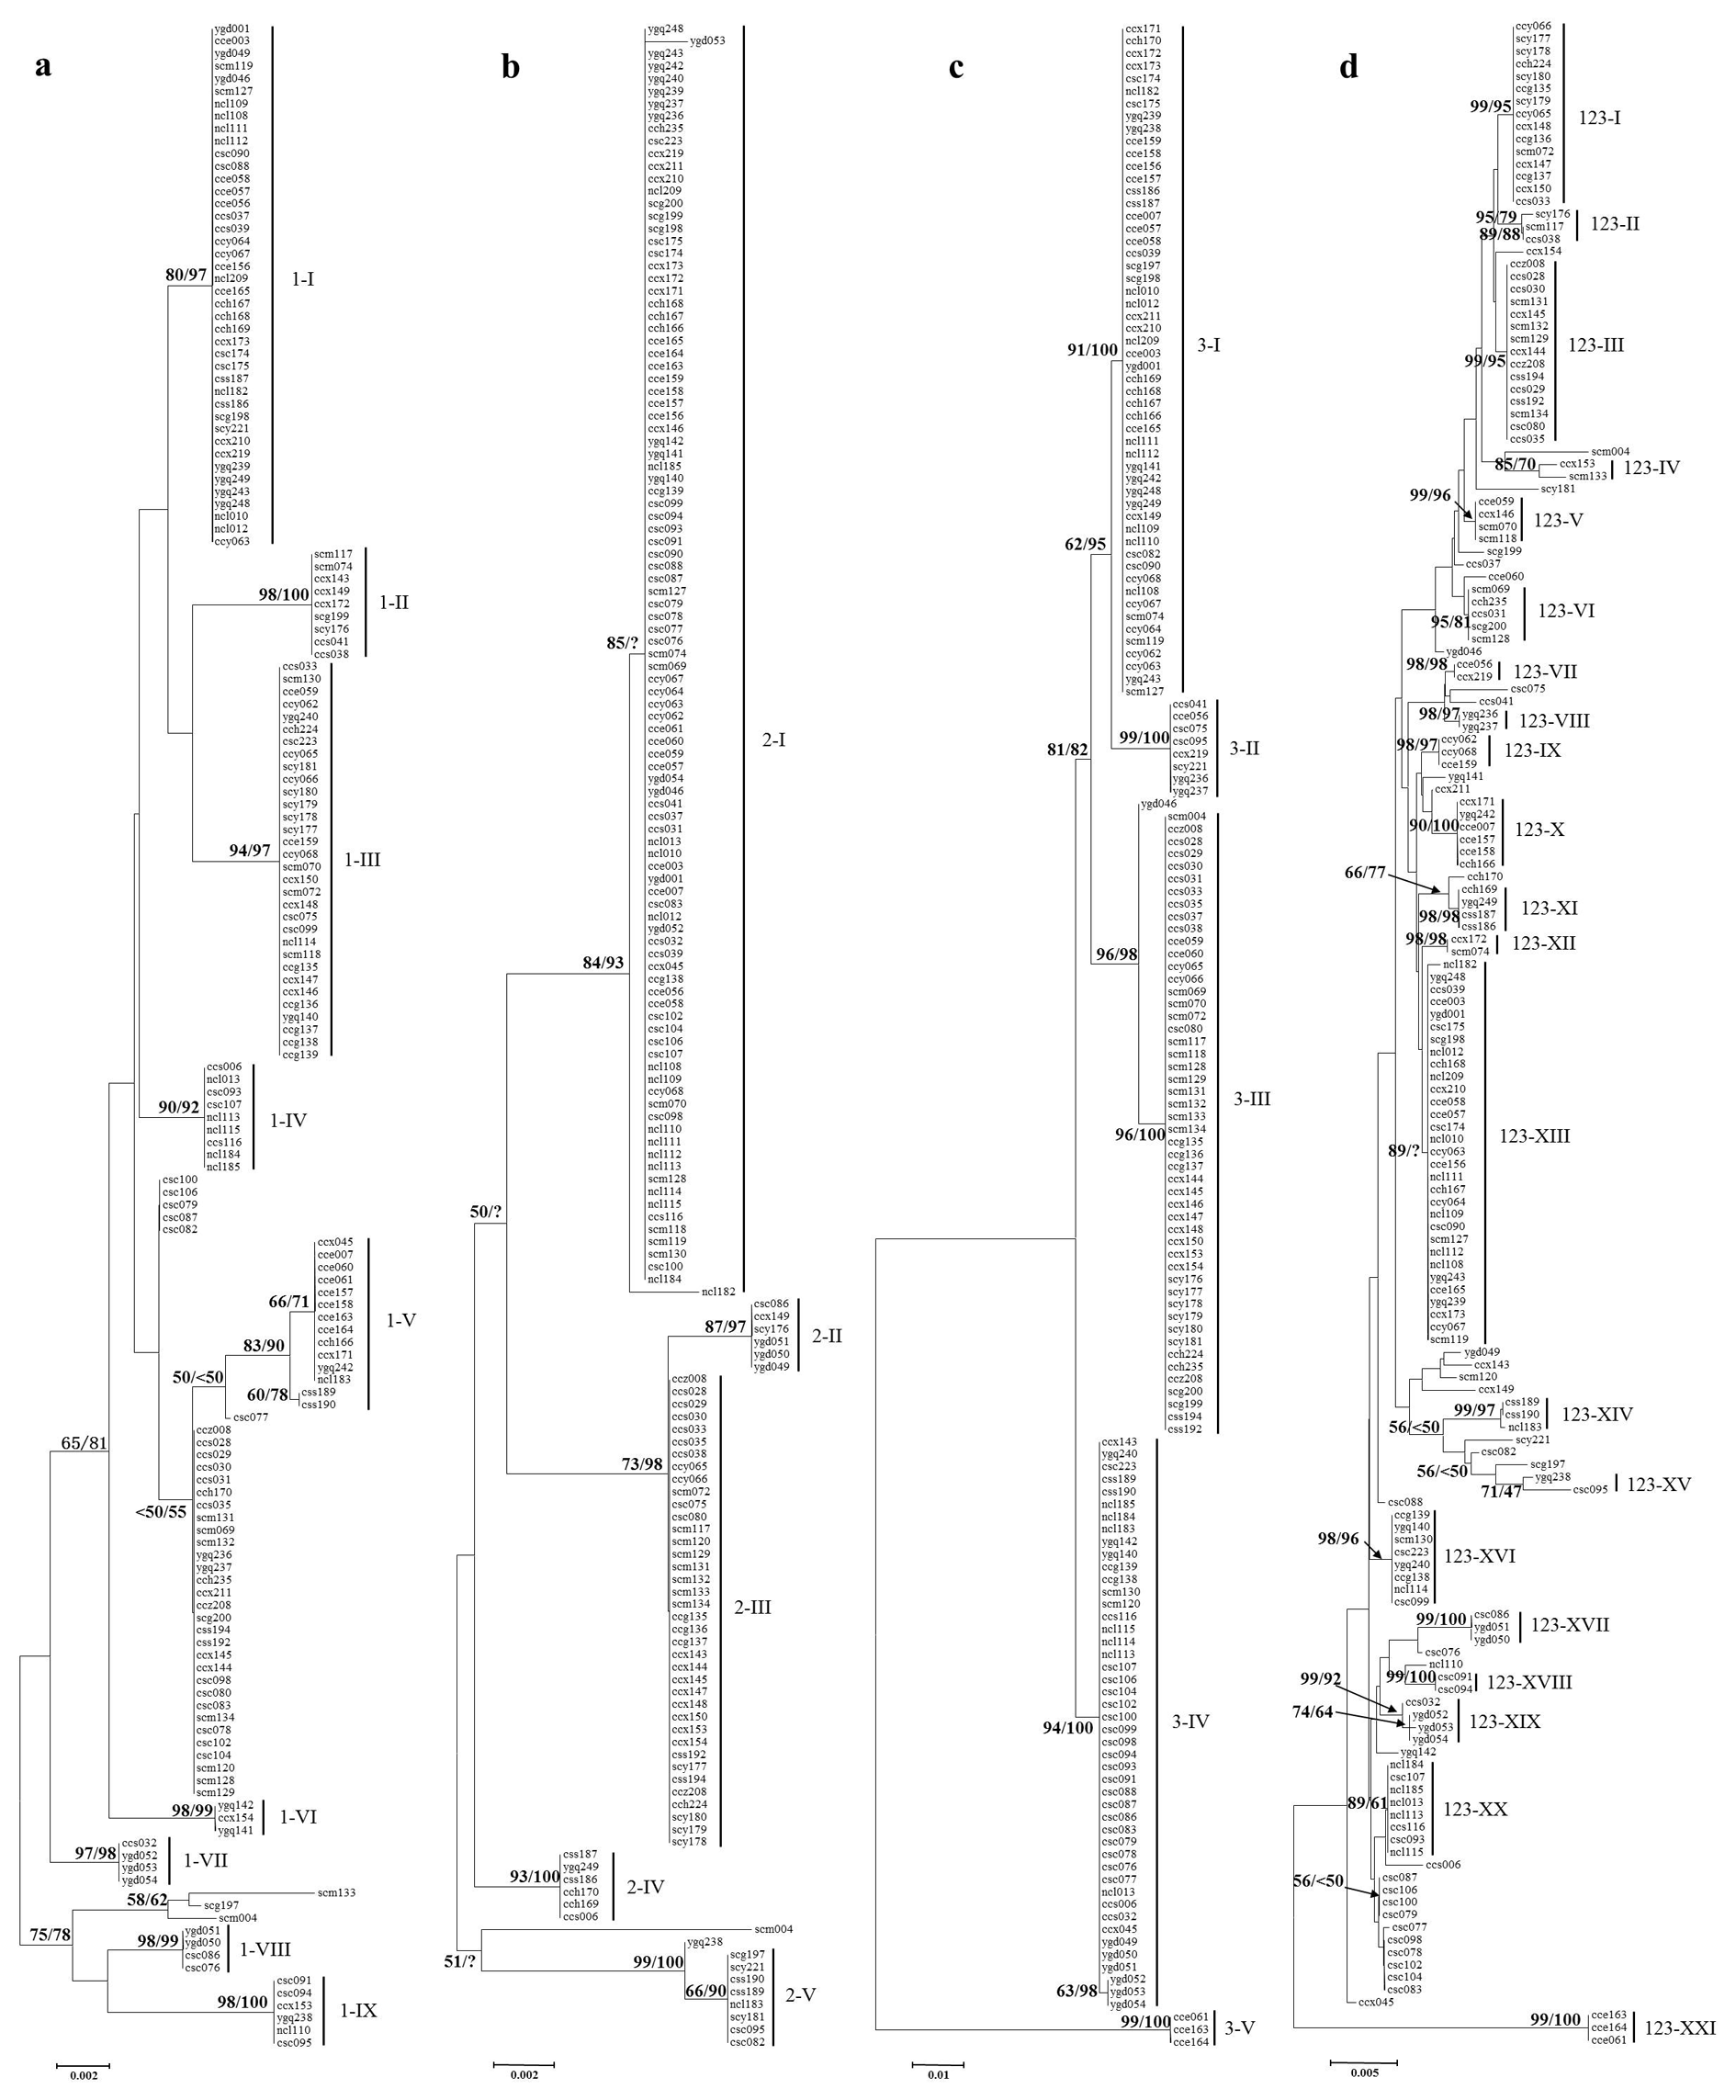 a
ygd001
cce003
ygd049
scm119
ygd046
scm127
ncl109
ncl108
ncl111
ncl112
csc090
csc088
cce058
cce057
cce056
ccs037
ccs039
ccy064
ccy067
cce156
ncl209
cce165
cch167
cch168
cch169
ccx173
csc174
csc175
css187
ncl182
css186
scg198
scy221
ccx210
ccx219
ygq239
ygq249
ygq243
ygq248
ncl010
ncl012
ccy063
80/97
1-I
scm117
scm074
ccx143
ccx149
ccx172
scg199
scy176
ccs041
ccs038
98/100
1-II
ccs033
scm130
cce059
ccy062
ygq240
cch224
csc223
ccy065
scy181
ccy066
scy180
scy179
scy178
scy177
cce159
ccy068
scm070
ccx150
scm072
ccx148
csc075
csc099
ncl114
scm118
ccg135
ccx147
ccx146
ccg136
ygq140
ccg137
ccg138
ccg139
94/97
1-III
ccs006
ncl013
csc093
csc107
ncl113
ncl115
ccs116
ncl184
ncl185
90/92
1-IV
csc100
csc106
csc079
csc087
csc082
ccx045
cce007
cce060
cce061
cce157
cce158
cce163
cce164
cch166
ccx171
ygq242
ncl183
66/71
83/90
1-V
50/<50
60/78
css189
css190
csc077
ccz008
ccs028
ccs029
ccs030
ccs031
cch170
ccs035
scm131
scm069
scm132
ygq236
ygq237
cch235
ccx211
ccz208
scg200
css194
css192
ccx145
ccx144
csc098
csc080
csc083
scm134
csc078
csc102
csc104
scm120
scm128
scm129
65/81
<50/55
ygq142
ccx154
ygq141
98/99
1-VI
ccs032
ygd052
ygd053
ygd054
97/98
1-VII
scm133
scg197
scm004
58/62
75/78
ygd051
ygd050
csc086
csc076
98/99
1-VIII
csc091
csc094
ccx153
ygq238
ncl110
csc095
98/100
1-IX
0.002
b
ygq248
ygd053
ygq243
ygq242
ygq240
ygq239
ygq237
ygq236
cch235
csc223
ccx219
ccx211
ccx210
ncl209
scg200
scg199
scg198
csc175
csc174
ccx173
ccx172
ccx171
cch168
cch167
cch166
cce165
cce164
cce163
cce159
cce158
cce157
cce156
ccx146
ygq142
ygq141
ncl185
ygq140
ccg139
csc099
csc094
csc093
csc091
csc090
csc088
csc087
scm127
csc079
csc078
csc077
csc076
scm074
scm069
ccy067
ccy064
ccy063
ccy062
cce061
cce060
cce059
cce057
ygd054
ygd046
ccs041
ccs037
ccs031
ncl013
ncl010
cce003
ygd001
cce007
csc083
ncl012
ygd052
ccs032
ccs039
ccx045
ccg138
cce056
cce058
csc102
csc104
csc106
csc107
ncl108
ncl109
ccy068
scm070
csc098
ncl110
ncl111
ncl112
ncl113
scm128
ncl114
ncl115
ccs116
scm118
scm119
scm130
csc100
ncl184
ncl182
85/?
84/93
50/?
2-I
csc086
ccx149
scy176
ygd051
ygd050
ygd049
87/97
2-II
ccz008
ccs028
ccs029
ccs030
ccs033
ccs035
ccs038
ccy065
ccy066
scm072
csc075
csc080
scm117
scm120
scm129
scm131
scm132
scm133
scm134
ccg135
ccg136
ccg137
ccx143
ccx144
ccx145
ccx147
ccx148
ccx150
ccx153
ccx154
css192
scy177
css194
ccz208
cch224
scy180
scy179
scy178
73/98
2-III
css187
ygq249
css186
cch170
cch169
ccs006
93/100
2-IV
scm004
ygq238
51/?
99/100
66/90
scg197
scy221
css190
css189
ncl183
scy181
csc095
csc082
2-V
0.002
c
ccx171
cch170
ccx172
ccx173
csc174
ncl182
csc175
ygq239
ygq238
cce159
cce158
cce156
cce157
css186
css187
cce007
cce057
cce058
ccs039
scg197
scg198
ncl010
ncl012
ccx211
ccx210
ncl209
cce003
ygd001
cch169
cch168
cch167
cch166
cce165
ncl111
ncl112
ygq141
ygq242
ygq248
ygq249
ccx149
ncl109
ncl110
csc082
csc090
ccy068
ncl108
ccy067
scm074
ccy064
scm119
ccy062
ccy063
ygq243
scm127
91/100
62/95
3-I
ccs041
cce056
csc075
csc095
ccx219
scy221
ygq236
ygq237
99/100
81/82
3-II
ygd046
scm004
ccz008
ccs028
ccs029
ccs030
ccs031
ccs033
ccs035
ccs037
ccs038
cce059
cce060
ccy065
ccy066
scm069
scm070
scm072
csc080
scm117
scm118
scm128
scm129
scm131
scm132
scm133
scm134
ccg135
ccg136
ccg137
ccx144
ccx145
ccx146
ccx147
ccx148
ccx150
ccx153
ccx154
scy176
scy177
scy178
scy179
scy180
scy181
cch224
cch235
ccz208
scg200
scg199
css194
css192
96/98
96/100
3-III
ccx143
ygq240
csc223
css189
css190
ncl185
ncl184
ncl183
ygq142
ygq140
ccg139
ccg138
scm130
scm120
ccs116
ncl115
ncl114
ncl113
csc107
csc106
csc104
csc102
csc100
csc099
csc098
csc094
csc093
csc091
csc088
csc087
csc086
csc083
csc079
csc078
csc076
csc077
ncl013
ccs006
ccs032
ccx045
ygd049
ygd050
ygd051
ygd052
ygd053
ygd054
94/100
63/98
3-IV
cce061
cce163
cce164
99/100
3-V
0.01
d
ccy066
scy177
scy178
cch224
scy180
ccg135
scy179
ccy065
ccx148
ccg136
scm072
ccx147
ccg137
ccx150
ccs033
99/95
123-I
scy176
scm117
ccs038
95/79
89/88
123-II
ccx154
ccz008
ccs028
ccs030
scm131
ccx145
scm132
scm129
ccx144
ccz208
css194
ccs029
css192
scm134
csc080
ccs035
99/95
123-III
scm004
ccx153
scm133
85/70
123-IV
scy181
99/96
cce059
ccx146
scm070
scm118
123-V
scg199
ccs037
cce060
scm069
cch235
ccs031
scg200
scm128
95/81
123-VI
ygd046
98/98
cce056
ccx219
123-VII
csc075
ccs041
98/97
ygq236
ygq237
123-VIII
98/97
ccy062
ccy068
cce159
123-IX
ygq141
ccx211
ccx171
ygq242
cce007
cce157
cce158
cch166
90/100
123-X
66/77
cch170
cch169
ygq249
css187
css186
98/98
123-XI
98/98
ccx172
scm074
123-XII
ncl182
ygq248
ccs039
cce003
ygd001
csc175
scg198
ncl012
cch168
ncl209
ccx210
cce058
cce057
csc174
ncl010
ccy063
cce156
ncl111
cch167
ccy064
ncl109
csc090
scm127
ncl112
ncl108
ygq243
cce165
ygq239
ccx173
ccy067
scm119
89/?
123-XIII
ygd049
ccx143
scm120
ccx149
99/97
css189
css190
ncl183
123-XIV
56/<50
scy221
csc082
56/<50
scg197
ygq238
csc095
71/47
123-XV
csc088
98/96
ccg139
ygq140
scm130
csc223
ygq240
ccg138
ncl114
csc099
123-XVI
99/100
csc086
ygd051
ygd050
123-XVII
csc076
ncl110
99/100
csc091
csc094
123-XVIII
99/92
74/64
ccs032
ygd052
ygd053
ygd054
123-XIX
ygq142
ncl184
csc107
ncl185
ncl013
ncl113
ccs116
csc093
ncl115
89/61
123-XX
ccs006
56/<50
csc087
csc106
csc100
csc079
csc077
csc098
csc078
csc102
csc104
csc083
ccx045
99/100
cce163
cce164
cce061
123-XXI
0.005